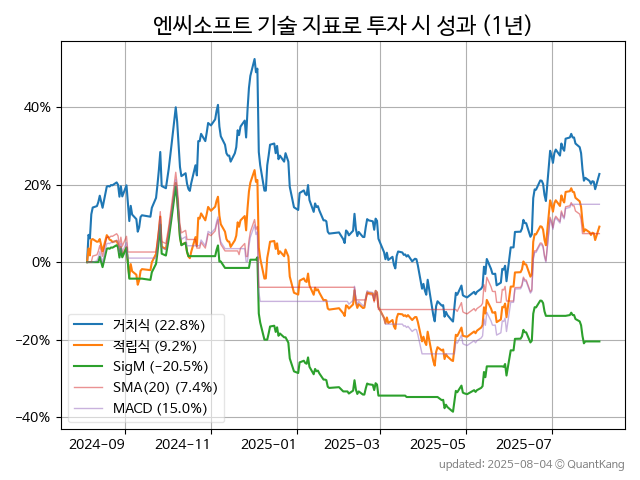 엔씨소프트 기술 지표로 투자 시 성과 (1년)
40%
20%
0%
−20%
−40%
거치식 (22.8%)
적립식 (9.2%)
SigM (−20.5%)
SMA(20) (7.4%)
MACD (15.0%)
2024−09 2024−11 2025−01 2025−03 2025−05 2025−07
updated: 2025-08-04 © QuantKang